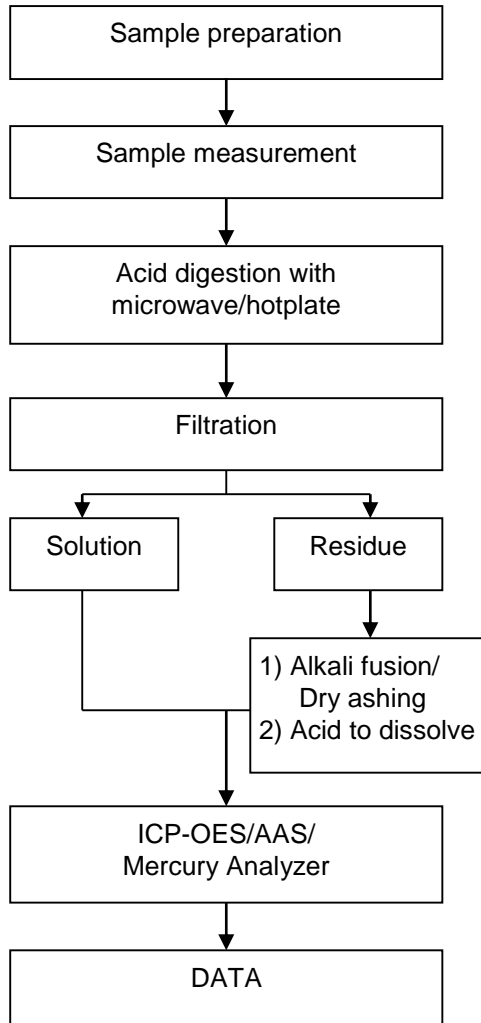 Sample preparation
Sample measurement
Acid digestion with
microwave/hotplate
Filtration
Solution
Residue
1) Alkali fusion/
Dry ashing
2) Acid to dissolve
ICP-OES/AAS/
Mercury Analyzer
DATA